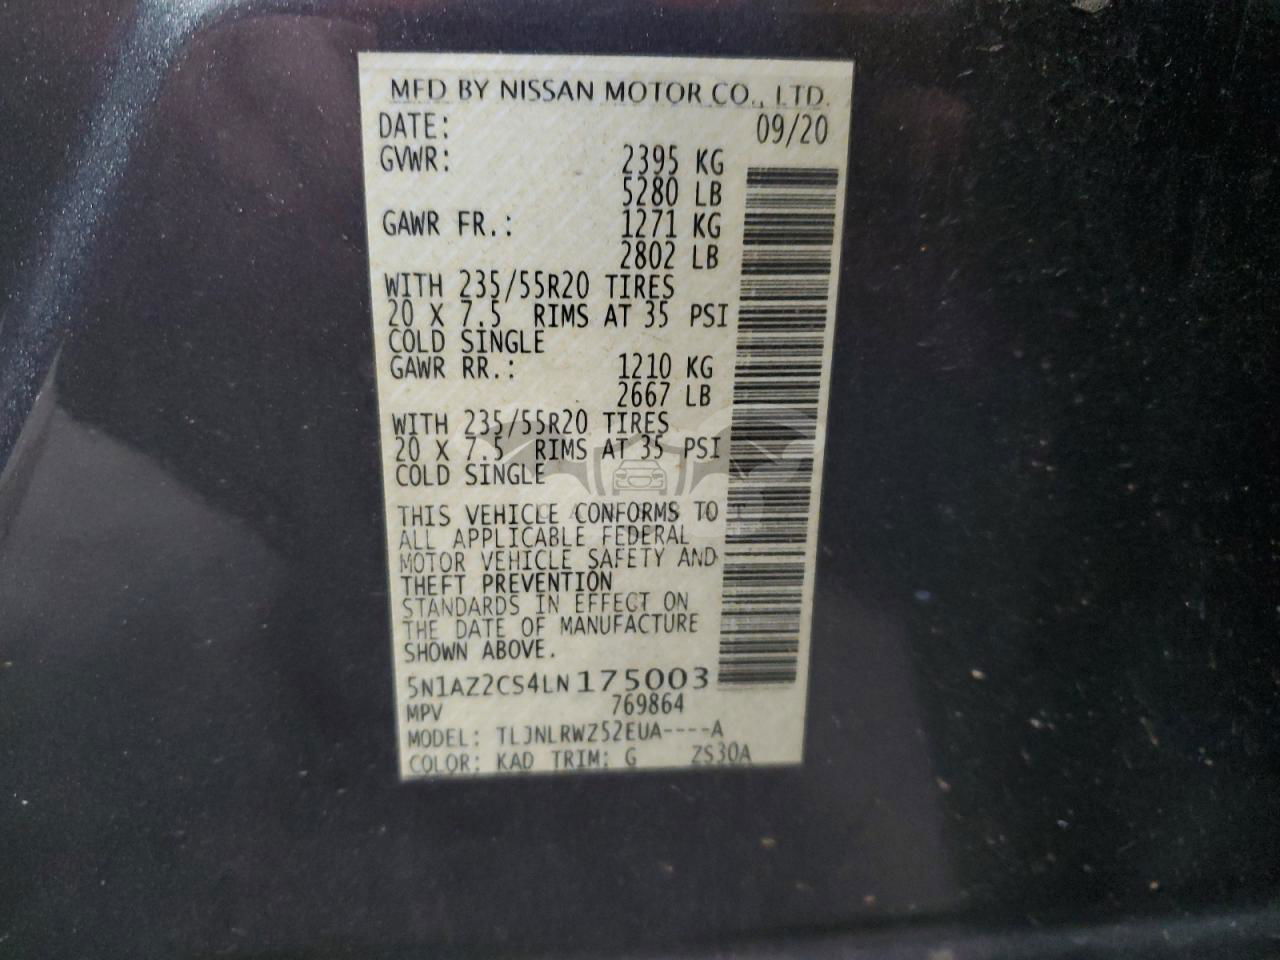 MFD BY NISSAN MOTOR CO., LTD.
DATE: 09/20
GVWR: 2395 KG
5280 LB
GAWR FR.: 1271 KG
2802 LB
WITH 235/55R20 TIRES
20 X 7.5 RIMS AT 35 PSI
COLD SINGLE
GAWR RR.: 1210 KG
2667 LB
WITH 235/55R20 TIRES
20 X 7.5 RIMS AT 35 PSI
COLD SINGLE
THIS VEHICLE CONFORMS TO
ALL APPLICABLE FEDERAL
MOTOR VEHICLE SAFETY AND
THEFT PREVENTION
STANDARDS IN EFFECT ON
THE DATE OF MANUFACTURE
SHOWN ABOVE.
5N1AZ2CS4LN175003
MPV 769864
MODEL: TLJNLRWZ52EUA----A
COLOR: KAD TRIM: G ZS30A